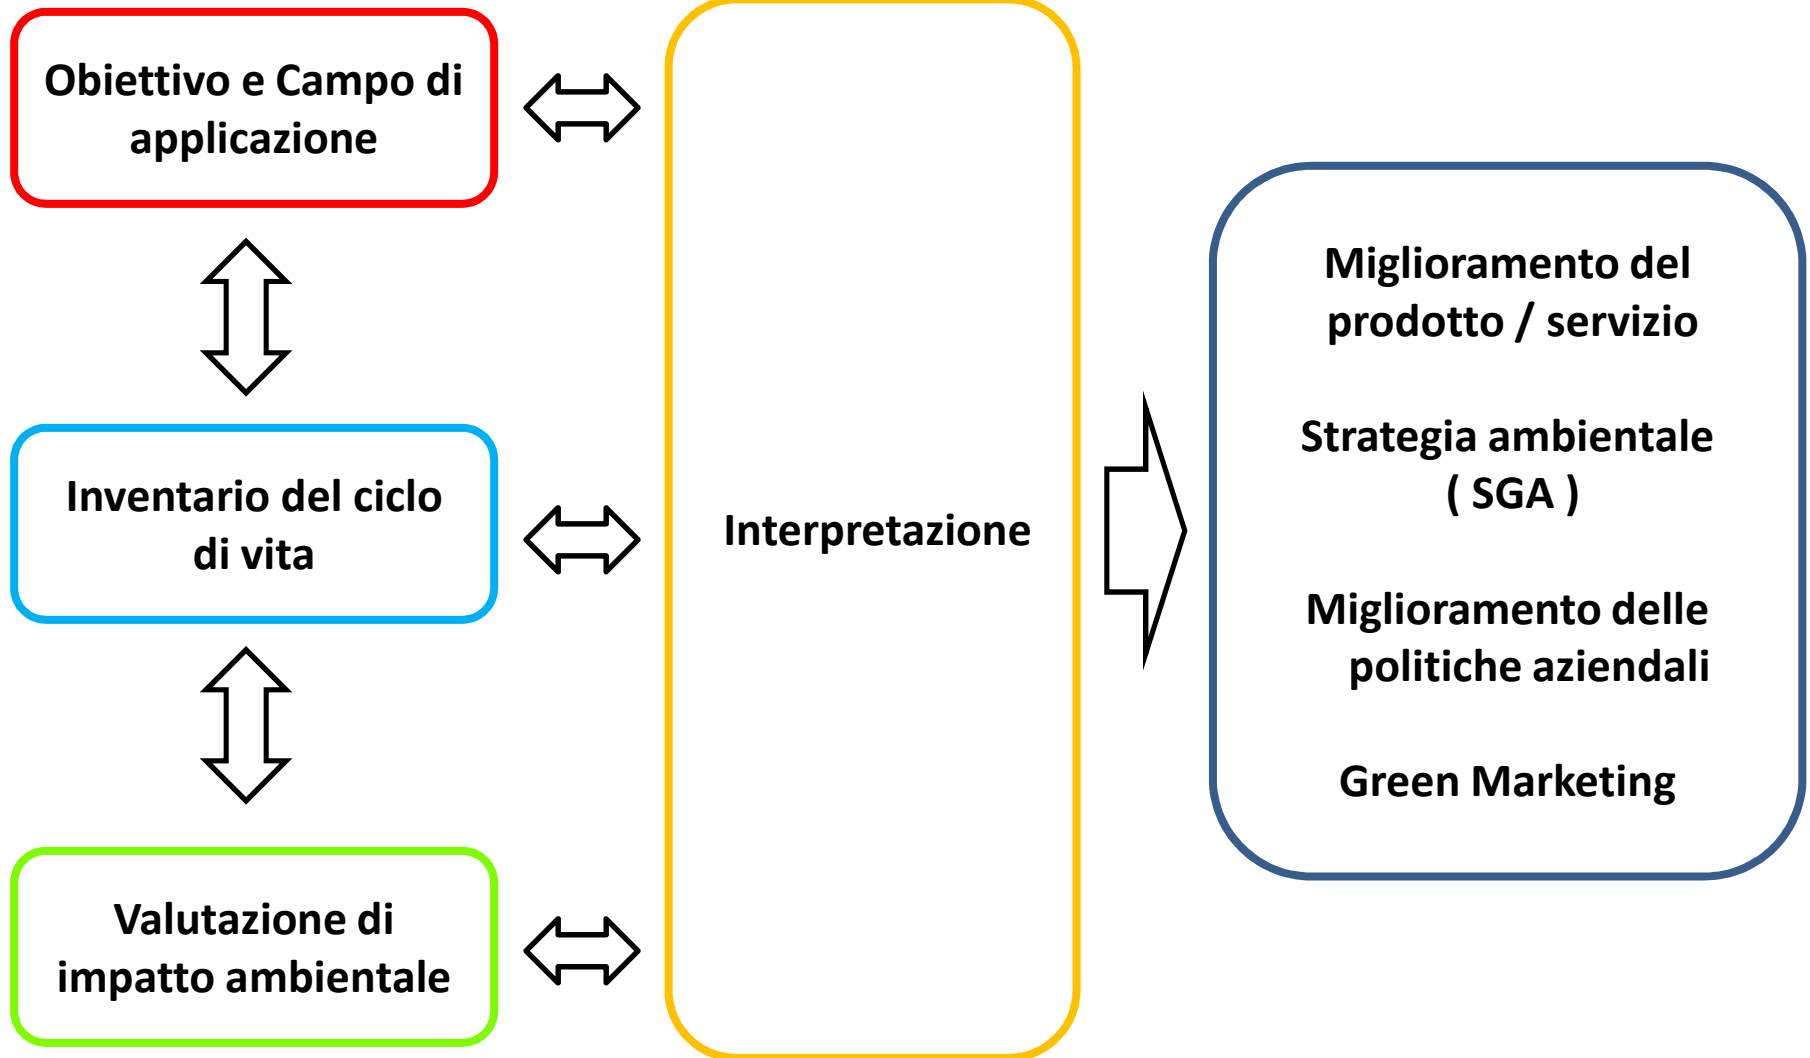 Obiettivo e Campo di
applicazione
Inventario del ciclo
di vita
Valutazione di
impatto ambientale
Interpretazione
Miglioramento del
prodotto / servizio
Strategia ambientale
( SGA )
Miglioramento delle
politiche aziendali
Green Marketing